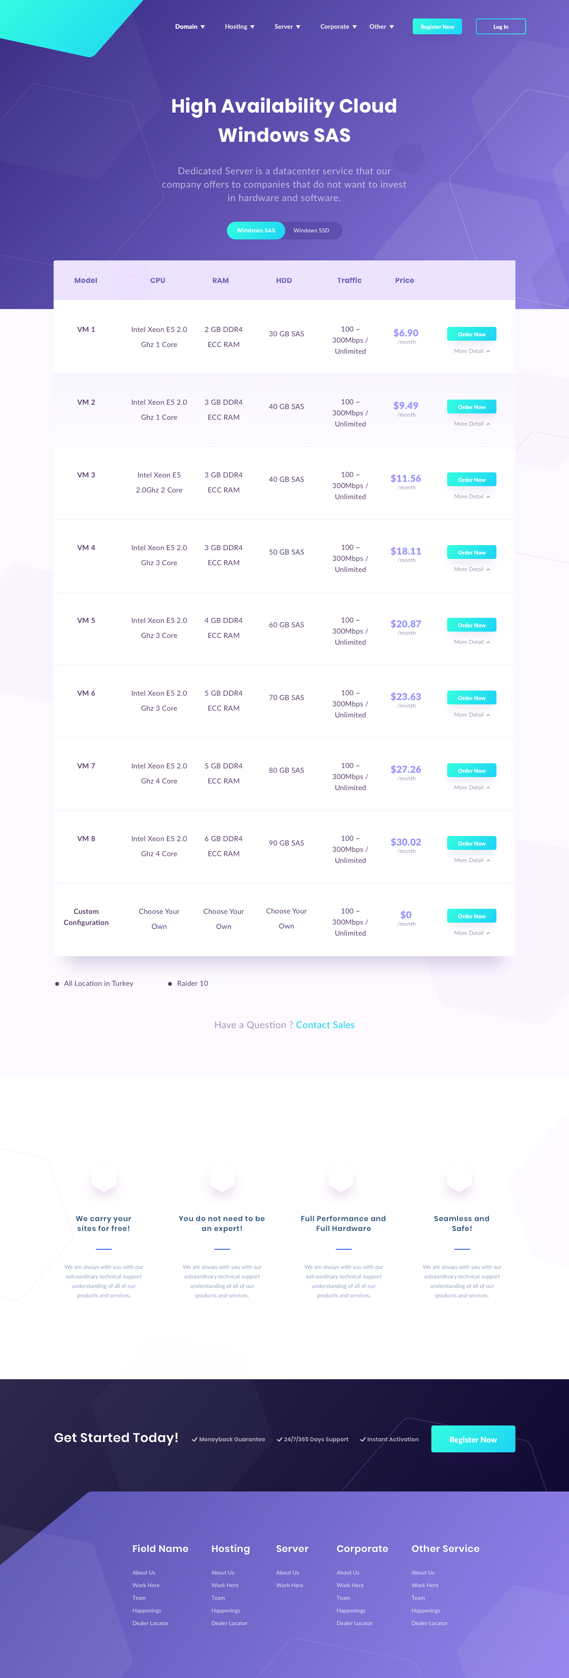 Domain Hosting Server Corporate Other Register Now Log In
High Availability Cloud
Windows SAS
Dedicated Server is a datacenter service that our
company offers to companies that do not want to invest
in hardware and software.
Windows SAS Windows SSD
Model CPU RAM HDD Traffic Price
VM 1
Intel Xeon E5 2.0
Ghz 1 Core
2 GB DDR4
ECC RAM
30 GB SAS
100 ~
300Mbps /
Unlimited
$6.90
/month
Order Now
More Detail
VM 2
Intel Xeon E5 2.0
Ghz 1 Core
3 GB DDR4
ECC RAM
40 GB SAS
100 ~
300Mbps /
Unlimited
$9.49
/month
Order Now
More Detail
VM 3
Intel Xeon E5
2.0Ghz 2 Core
3 GB DDR4
ECC RAM
40 GB SAS
100 ~
300Mbps /
Unlimited
$11.56
/month
Order Now
More Detail
VM 4
Intel Xeon E5 2.0
Ghz 3 Core
3 GB DDR4
ECC RAM
50 GB SAS
100 ~
300Mbps /
Unlimited
$18.11
/month
Order Now
More Detail
VM 5
Intel Xeon E5 2.0
Ghz 3 Core
4 GB DDR4
ECC RAM
60 GB SAS
100 ~
300Mbps /
Unlimited
$20.87
/month
Order Now
More Detail
VM 6
Intel Xeon E5 2.0
Ghz 3 Core
5 GB DDR4
ECC RAM
70 GB SAS
100 ~
300Mbps /
Unlimited
$23.63
/month
Order Now
More Detail
VM 7
Intel Xeon E5 2.0
Ghz 4 Core
5 GB DDR4
ECC RAM
80 GB SAS
100 ~
300Mbps /
Unlimited
$27.26
/month
Order Now
More Detail
VM 8
Intel Xeon E5 2.0
Ghz 4 Core
6 GB DDR4
ECC RAM
90 GB SAS
100 ~
300Mbps /
Unlimited
$30.02
/month
Order Now
More Detail
Custom
Configuration
Choose Your
Own
Choose Your
Own
Choose Your
Own
100 ~
300Mbps /
Unlimited
$0
/month
Order Now
More Detail
All Location in Turkey
Raider 10
Have a Question ? Contact Sales
We carry your
sites for free!
We are always with you with our
extraordinary technical support
understanding of all of our
products and services.
You do not need to be
an expert!
We are always with you with our
extraordinary technical support
understanding of all of our
products and services.
Full Performance and
Full Hardware
We are always with you with our
extraordinary technical support
understanding of all of our
products and services.
Seamless and
Safe!
We are always with you with our
extraordinary technical support
understanding of all of our
products and services.
Get Started Today! Moneyback Guarantee 24/7/365 Days Support Instant Activation Register Now
Field Name
About Us
Work Here
Team
Happenings
Dealer Locator
Hosting
About Us
Work Here
Team
Happenings
Dealer Locator
Server
About Us
Work Here
Corporate
About Us
Work Here
Team
Happenings
Dealer Locator
Other Service
About Us
Work Here
Team
Happenings
Dealer Locator